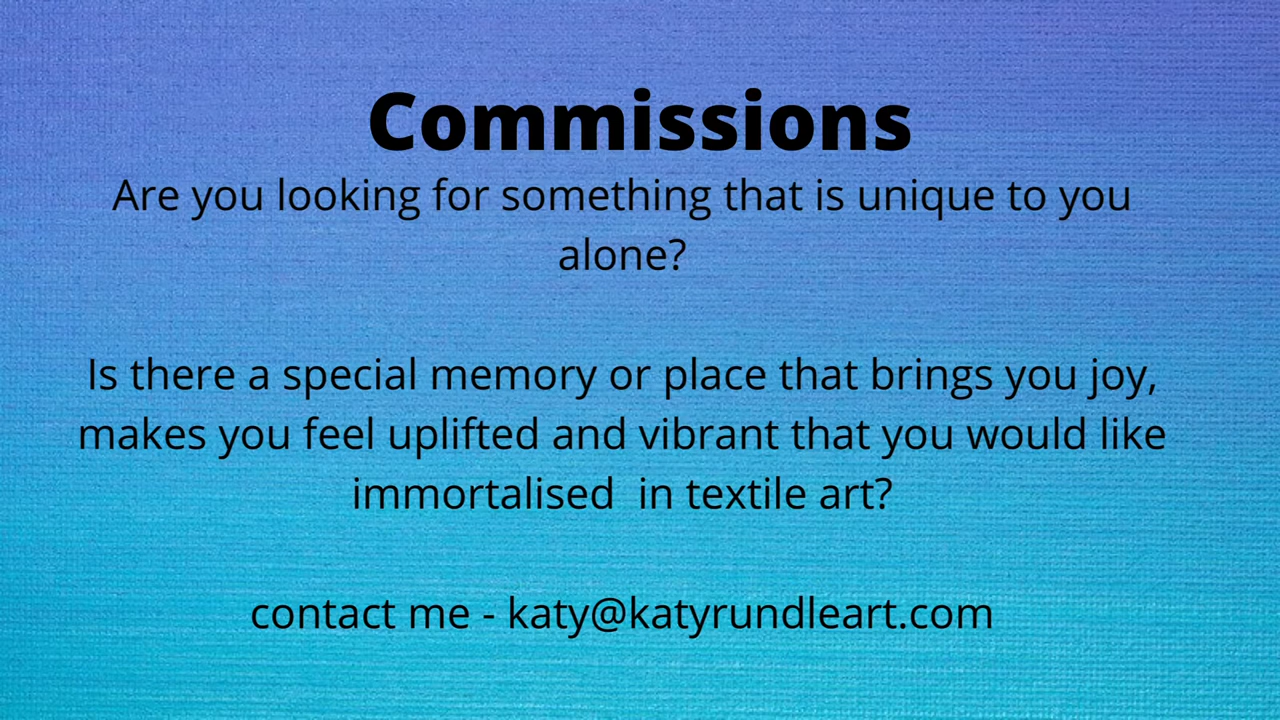 Commissions
Are you looking for something that is unique to you
alone?
Is there a special memory or place that brings you joy,
makes you feel uplifted and vibrant that you would like
immortalised  in textile art?
contact me - katy@katyrundleart.com